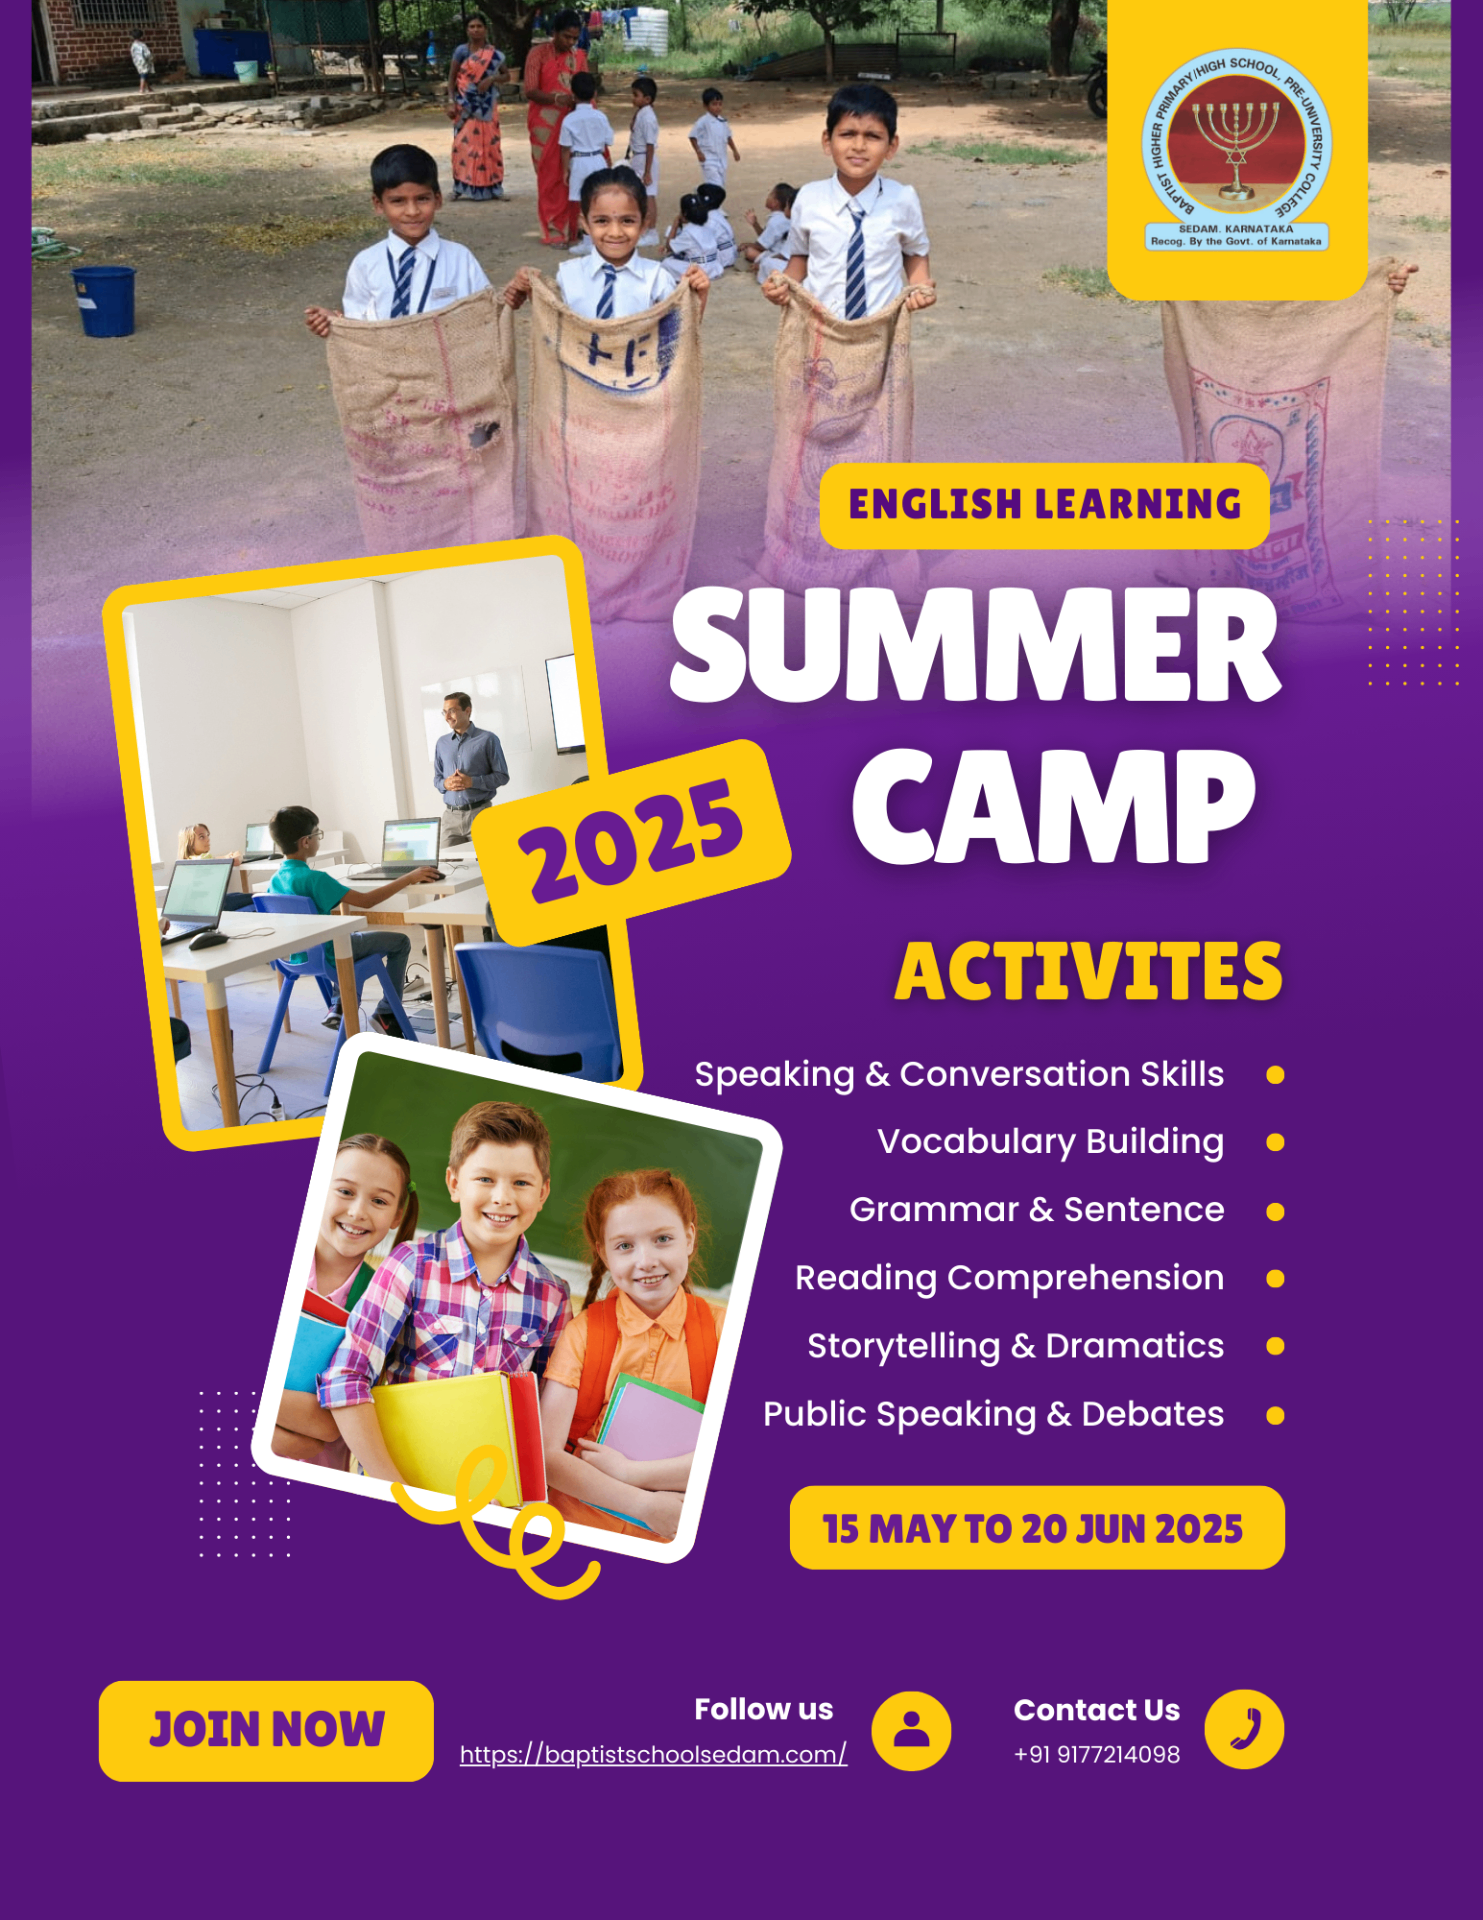 BAPTIST HIGHER PRIMARY/HIGH SCHOOL, PRE-UNIVERSITY COLLEGE
SEDAM. KARNATAKA
Recog. By the Govt. of Karnataka
ENGLISH LEARNING
SUMMER
CAMP
2025
ACTIVITES
Speaking & Conversation Skills
Vocabulary Building
Grammar & Sentence
Reading Comprehension
Storytelling & Dramatics
Public Speaking & Debates
15 MAY TO 20 JUN 2025
JOIN NOW
Follow us
https://baptistschoolsedam.com/
Contact Us
+91 9177214098